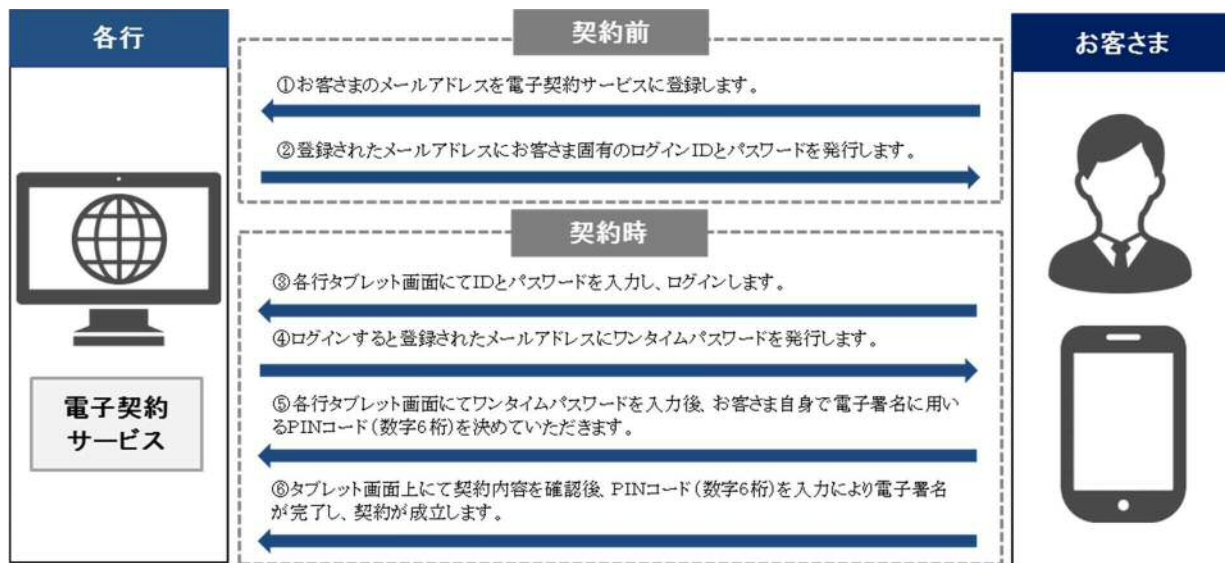 各行
契約前
お客さま
①お客さまのメールアドレスを電子契約サービスに登録します。
②登録されたメールアドレスにお客さま固有のログインIDとパスワードを発行します。
契約時
③各行タブレット画面にてIDとパスワードを入力し、ログインします。
④ログインすると登録されたメールアドレスにワンタイムパスワードを発行します。
⑤各行タブレット画面にてワンタイムパスワードを入力後、お客さま自身で電子署名に用い
るPINコード(数字6桁)を決めていただきます。
⑥タブレット画面上にて契約内容を確認後、PINコード(数字6桁)を入力により電子署名
が完了し、契約が成立します。
電子契約
サービス